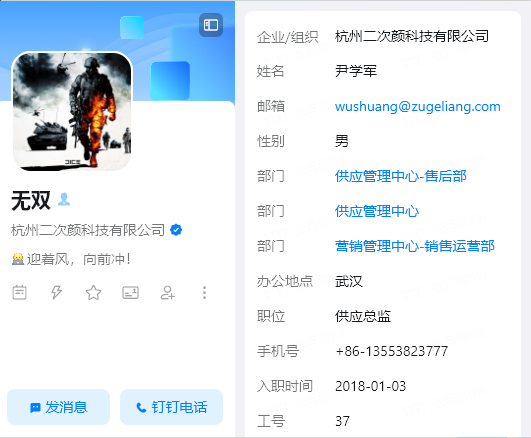 DICE
无双
杭州二次颜科技有限公司
迎着风，向前冲！
发消息
钉钉电话
企业/组织 杭州二次颜科技有限公司
姓名 尹学军
邮箱 wushuang@zugeliang.com
性别 男
部门 供应管理中心-售后部
部门 供应管理中心
部门 营销管理中心-销售运营部
办公地点 武汉
职位 供应总监
手机号 +86-13553823777
入职时间 2018-01-03
工号 37